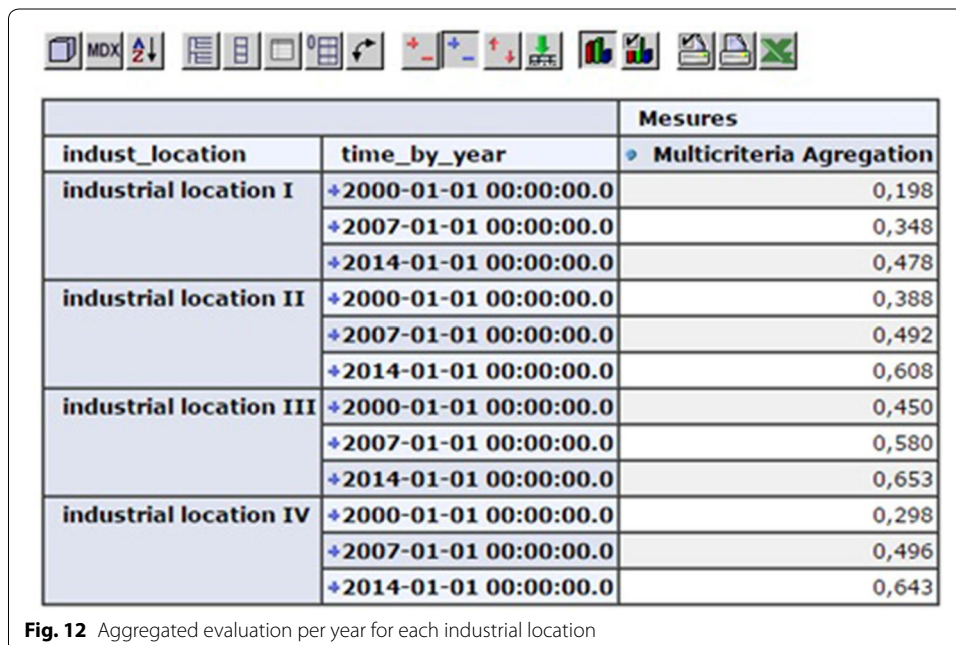 MDX A Z
Mesures
indust_location time_by_year Multicriteria Agregation
industrial location I +2000-01-01 00:00:00.0 0,198
+2007-01-01 00:00:00.0 0,348
+2014-01-01 00:00:00.0 0,478
industrial location II +2000-01-01 00:00:00.0 0,388
+2007-01-01 00:00:00.0 0,492
+2014-01-01 00:00:00.0 0,608
industrial location III +2000-01-01 00:00:00.0 0,450
+2007-01-01 00:00:00.0 0,580
+2014-01-01 00:00:00.0 0,653
industrial location IV +2000-01-01 00:00:00.0 0,298
+2007-01-01 00:00:00.0 0,496
+2014-01-01 00:00:00.0 0,643
Fig. 12 Aggregated evaluation per year for each industrial location